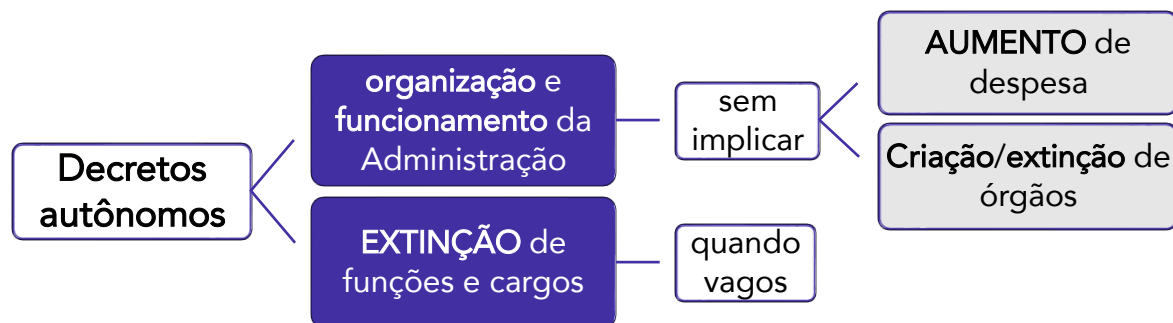 Decretos
autônomos
organização e
funcionamento da
Administração
sem
implicar
AUMENTO de
despesa
Criação/extinção de
órgãos
EXTINÇÃO de
funções e cargos
quando
vagos